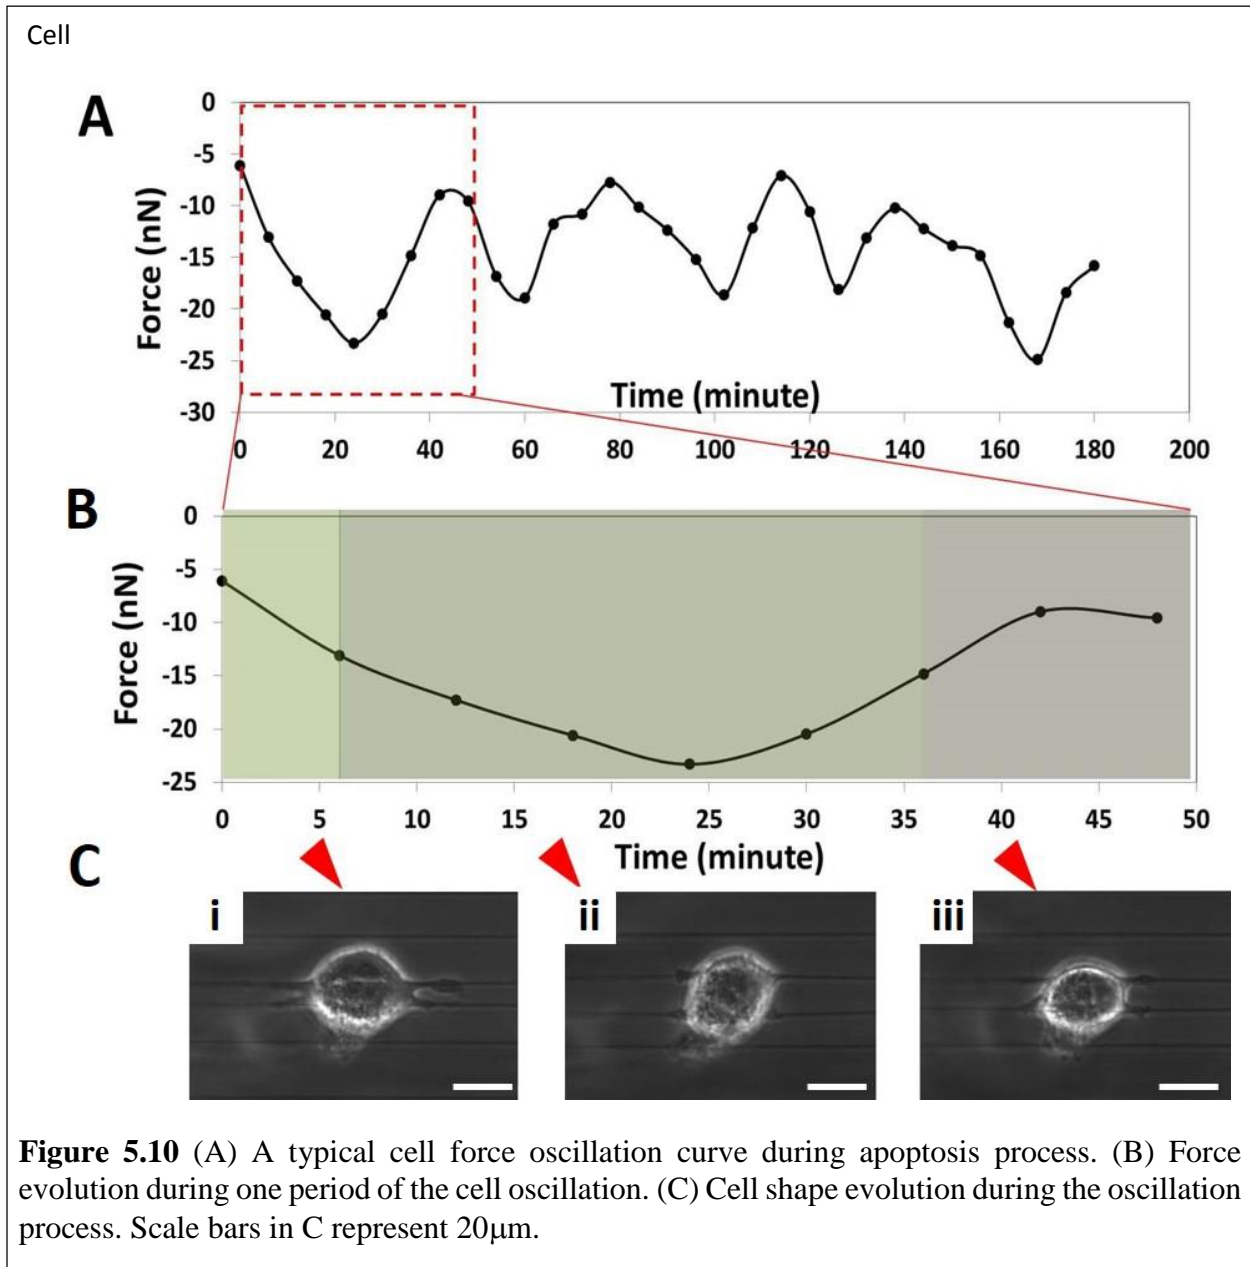 Cell
A
Force (nN)
0
-5
-10
-15
-20
-25
-30
Time (minute)
0 20 40 60 80 100 120 140 160 180 200
B
Force (nN)
0
-5
-10
-15
-20
-25
0 5 10 15 20 25 30 35 40 45 50
Time (minute)
C
i ii iii
Figure 5.10 (A) A typical cell force oscillation curve during apoptosis process. (B) Force
evolution during one period of the cell oscillation. (C) Cell shape evolution during the oscillation
process. Scale bars in C represent 20μm.